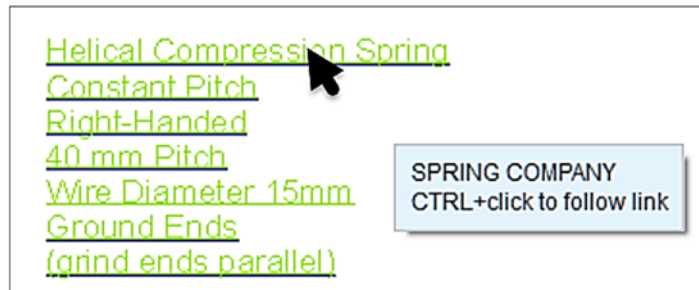 Helical Compression Spring
Constant Pitch
Right-Handed
40 mm Pitch
Wire Diameter 15mm
Ground Ends
(grind ends parallel)
SPRING COMPANY
CTRL+click to follow link